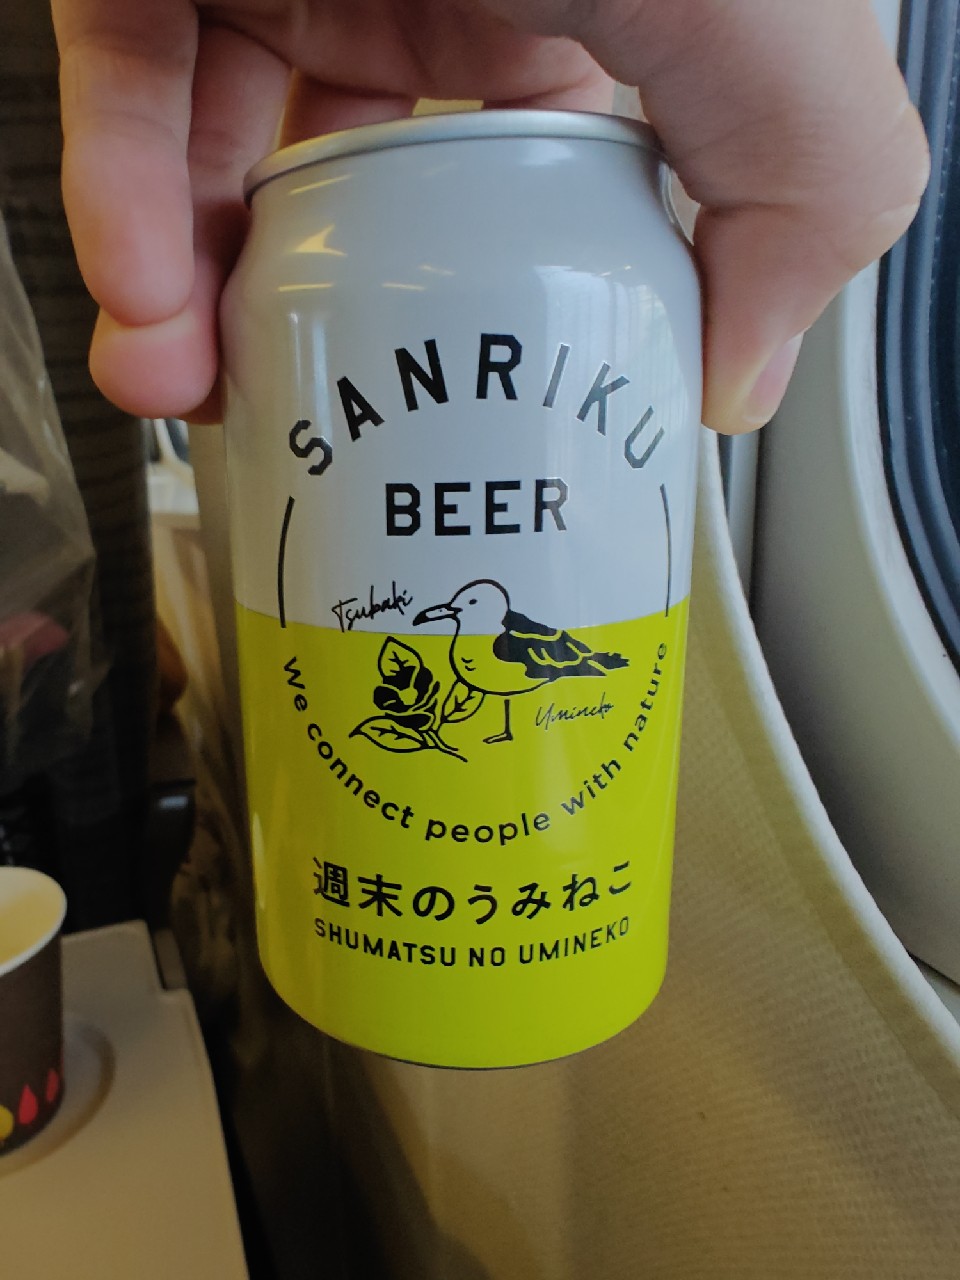 SANRIKU
BEER
Tsubaki
Umineko
We connect people with nature
週末のうみねこ
SHUMATSU NO UMINEKO